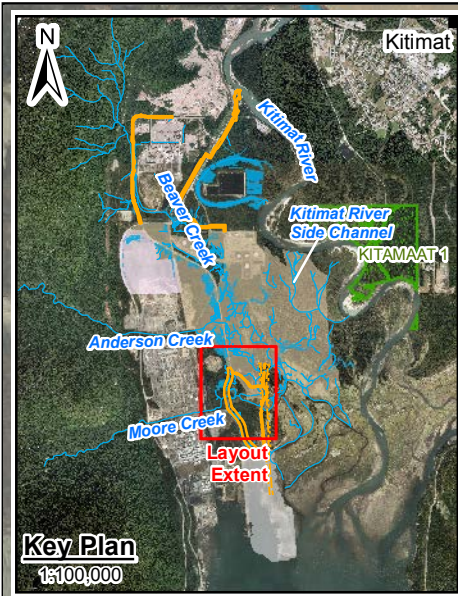 N
Kitimat
Kitimat River
Beaver Creek
Kitimat River
Side Channel
KITAMAAT 1
Anderson Creek
Moore Creek
Layout
Extent
Key Plan
1:100,000